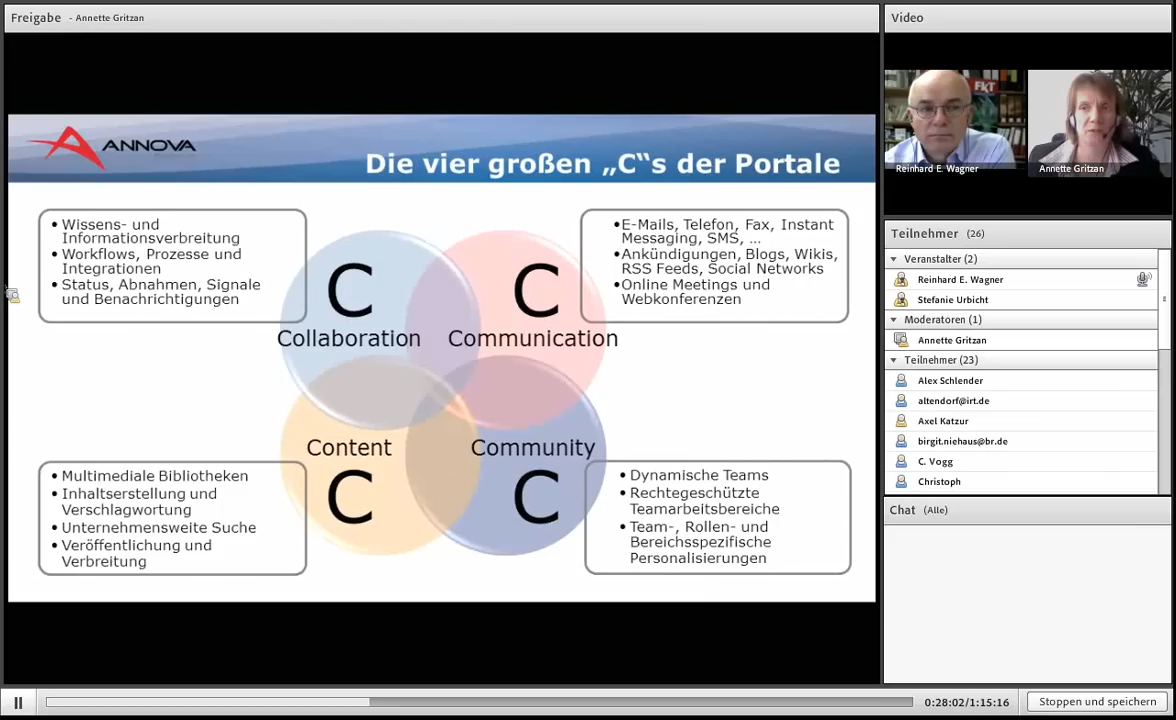 Freigabe - Annette Gritzan
ANNOVA
Die vier großen „C“s der Portale
• Wissens- und
Informationsverbreitung
• Workflows, Prozesse und
Integrationen
• Status, Abnahmen, Signale
und Benachrichtigungen
C
Collaboration
C
Communication
•E-Mails, Telefon, Fax, Instant
Messaging, SMS, ...
•Ankündigungen, Blogs, Wikis,
RSS Feeds, Social Networks
•Online Meetings und
Webkonferenzen
• Multimediale Bibliotheken
• Inhaltserstellung und
Verschlagwortung
• Unternehmensweite Suche
• Veröffentlichung und
Verbreitung
Content
C
Community
C
• Dynamische Teams
• Rechtegeschützte
Teamarbeitsbereiche
• Team-, Rollen- und
Bereichsspezifische
Personalisierungen
Video
FKT
Reinhard E. Wagner
Annette Gritzan
Teilnehmer (26)
Veranstalter (2)
Reinhard E. Wagner
Stefanie Urbicht
Moderatoren (1)
Annette Gritzan
Teilnehmer (23)
Alex Schlender
altendorf@irt.de
Axel Katzur
birgit.niehaus@br.de
C. Vogg
Christoph
Chat (Alle)
0:28:02/1:15:16
Stoppen und speichern